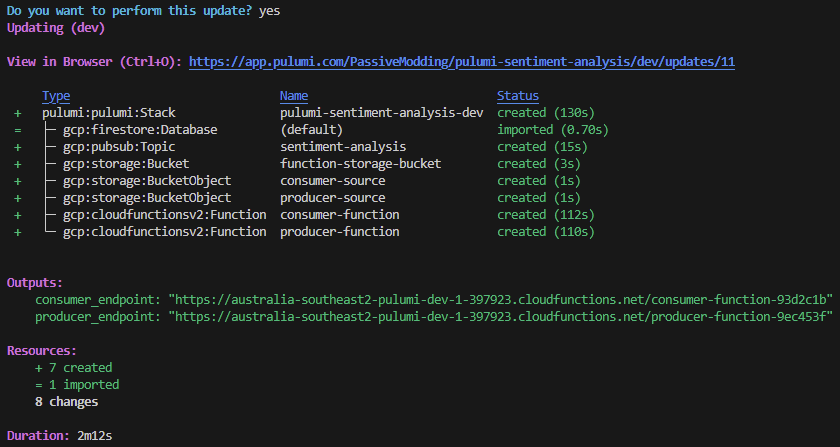 Do you want to perform this update? yes
Updating (dev)
View in Browser (Ctrl+O): https://app.pulumi.com/PassiveModding/pulumi-sentiment-analysis/dev/updates/11
Type Name Status
+ pulumi:pulumi:Stack pulumi-sentiment-analysis-dev created (130s)
= ├─ gcp:firestore:Database (default) imported (0.70s)
+ ├─ gcp:pubsub:Topic sentiment-analysis created (15s)
+ ├─ gcp:storage:Bucket function-storage-bucket created (3s)
+ ├─ gcp:storage:BucketObject consumer-source created (1s)
+ ├─ gcp:storage:BucketObject producer-source created (1s)
+ ├─ gcp:cloudfunctionsv2:Function consumer-function created (112s)
+ └─ gcp:cloudfunctionsv2:Function producer-function created (110s)
Outputs:
consumer_endpoint: "https://australia-southeast2-pulumi-dev-1-397923.cloudfunctions.net/consumer-function-93d2c1b"
producer_endpoint: "https://australia-southeast2-pulumi-dev-1-397923.cloudfunctions.net/producer-function-9ec453f"
Resources:
+ 7 created
= 1 imported
8 changes
Duration: 2m12s